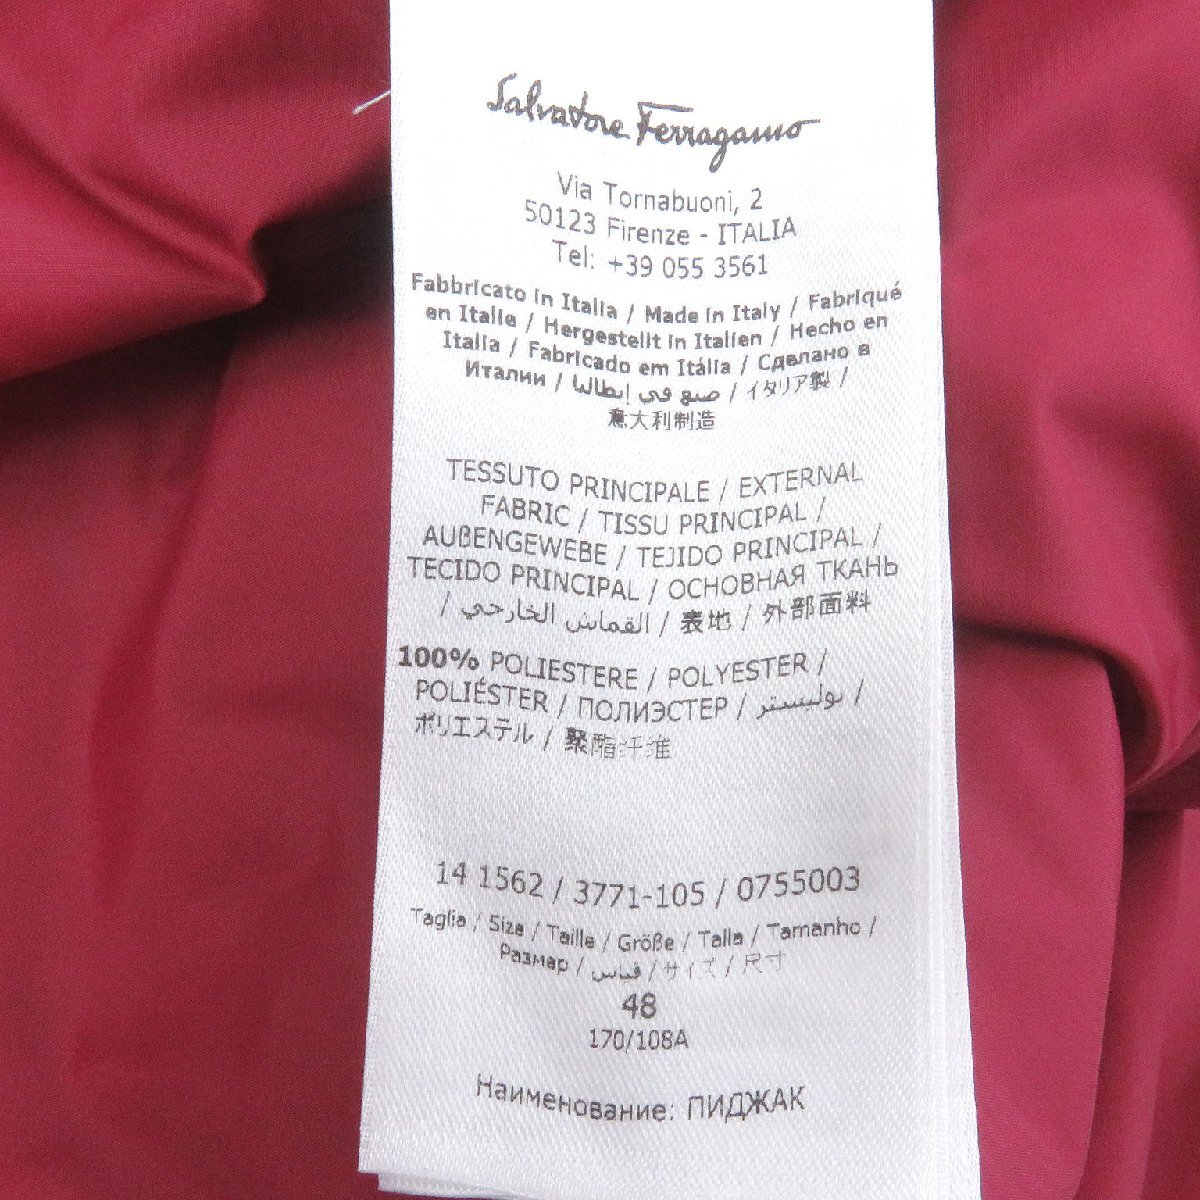 Salvatore Ferragamo
Via Tornabuoni, 2
50123 Firenze - ITALIA
Tel: +39 055 3561
Fabbricato in Italia / Made in Italy / Fabriqué
en Italie / Hergestellt in Italien / Hecho en
Italia / Fabricado em Itália / Сделано в
Италии / صنع في إيطاليا / イタリア製 /
意大利制造
TESSUTO PRINCIPALE / EXTERNAL
FABRIC / TISSU PRINCIPAL /
AUßENGEWEBE / TEJIDO PRINCIPAL /
TECIDO PRINCIPAL / ОСНОВНАЯ ТКАНЬ
/ القماش الخارجي / 表地 / 外部面料
100% POLIESTERE / POLYESTER /
POLIÉSTER / ПОЛИЭСТЕР / بوليستر /
ポリエステル / 聚酯纤维
14 1562 / 3771-105 / 0755003
Taglia / Size / Taille / Größe / Talla / Tamanho /
Размер / قياس / サイズ / 尺寸
48
170/108A
Наименование: ПИДЖАК